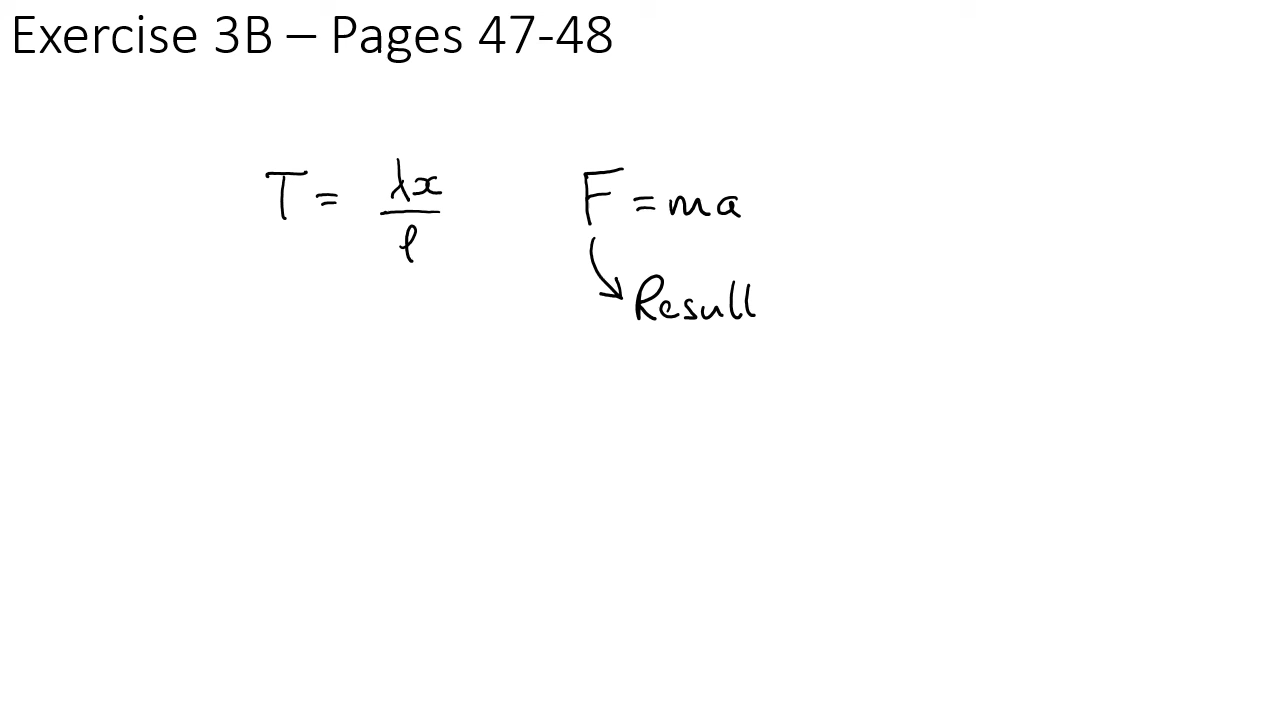 Exercise 3B – Pages 47-48
T = λx/l F = ma
Resull